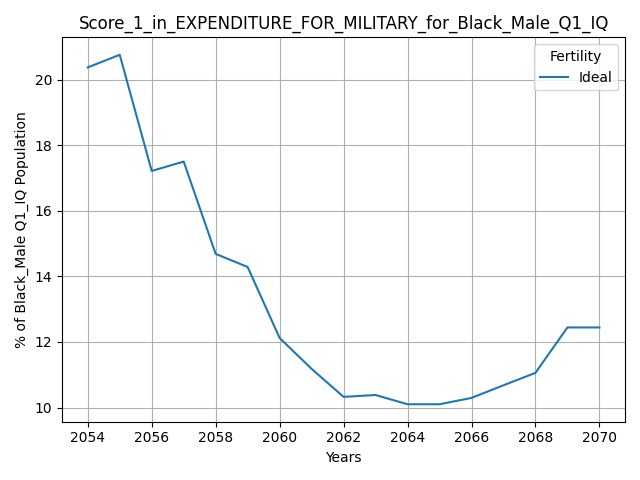 Score_1_in_EXPENDITURE_FOR_MILITARY_for_Black_Male_Q1_IQ
Fertility
Ideal
% of Black_Male Q1_IQ Population
20
18
16
14
12
10
2054 2056 2058 2060 2062 2064 2066 2068 2070
Years